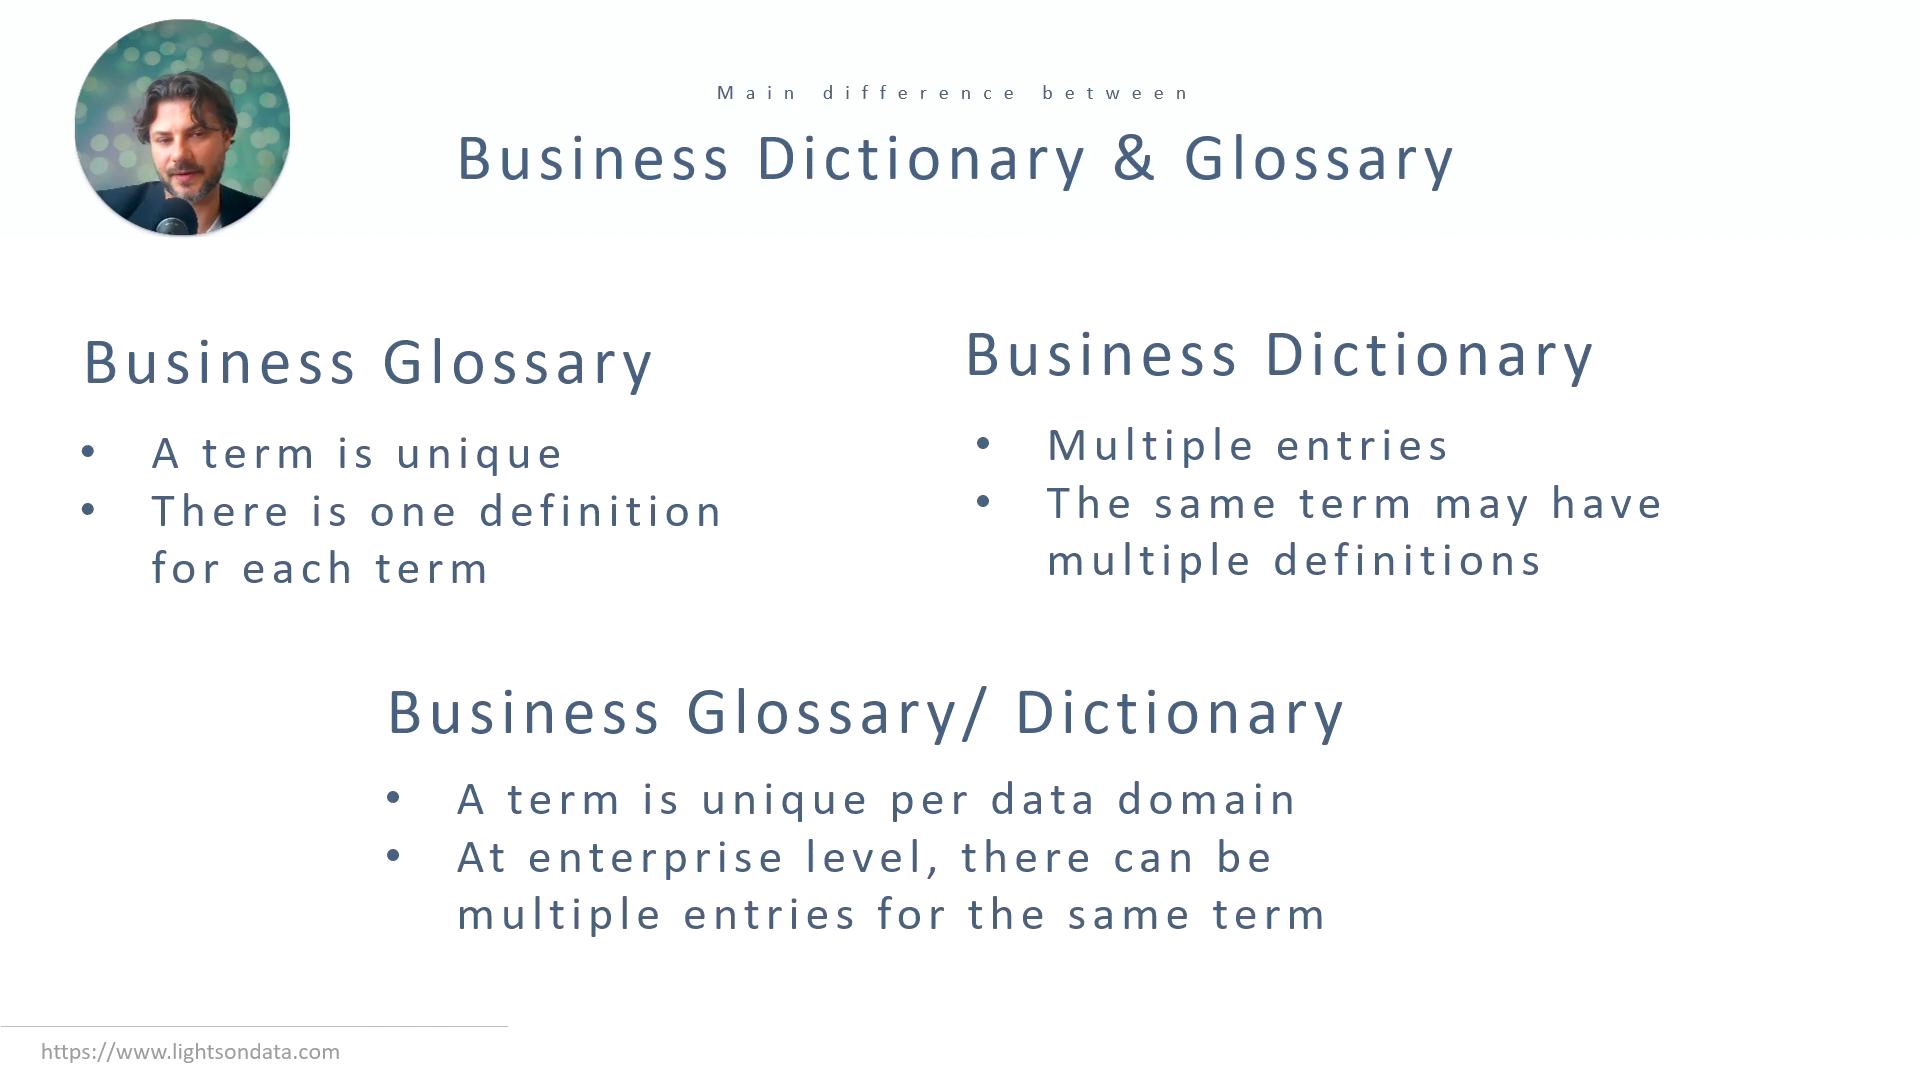 Main difference between
Business Dictionary & Glossary
Business Glossary
• A term is unique
• There is one definition
for each term
Business Dictionary
• Multiple entries
• The same term may have
multiple definitions
Business Glossary/ Dictionary
• A term is unique per data domain
• At enterprise level, there can be
multiple entries for the same term
https://www.lightsondata.com